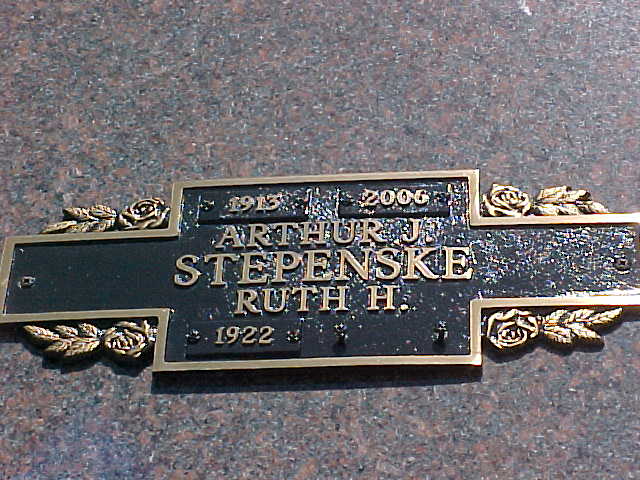 1913 2006
ARTHUR J.
STEPENSKE
RUTH H.
1922